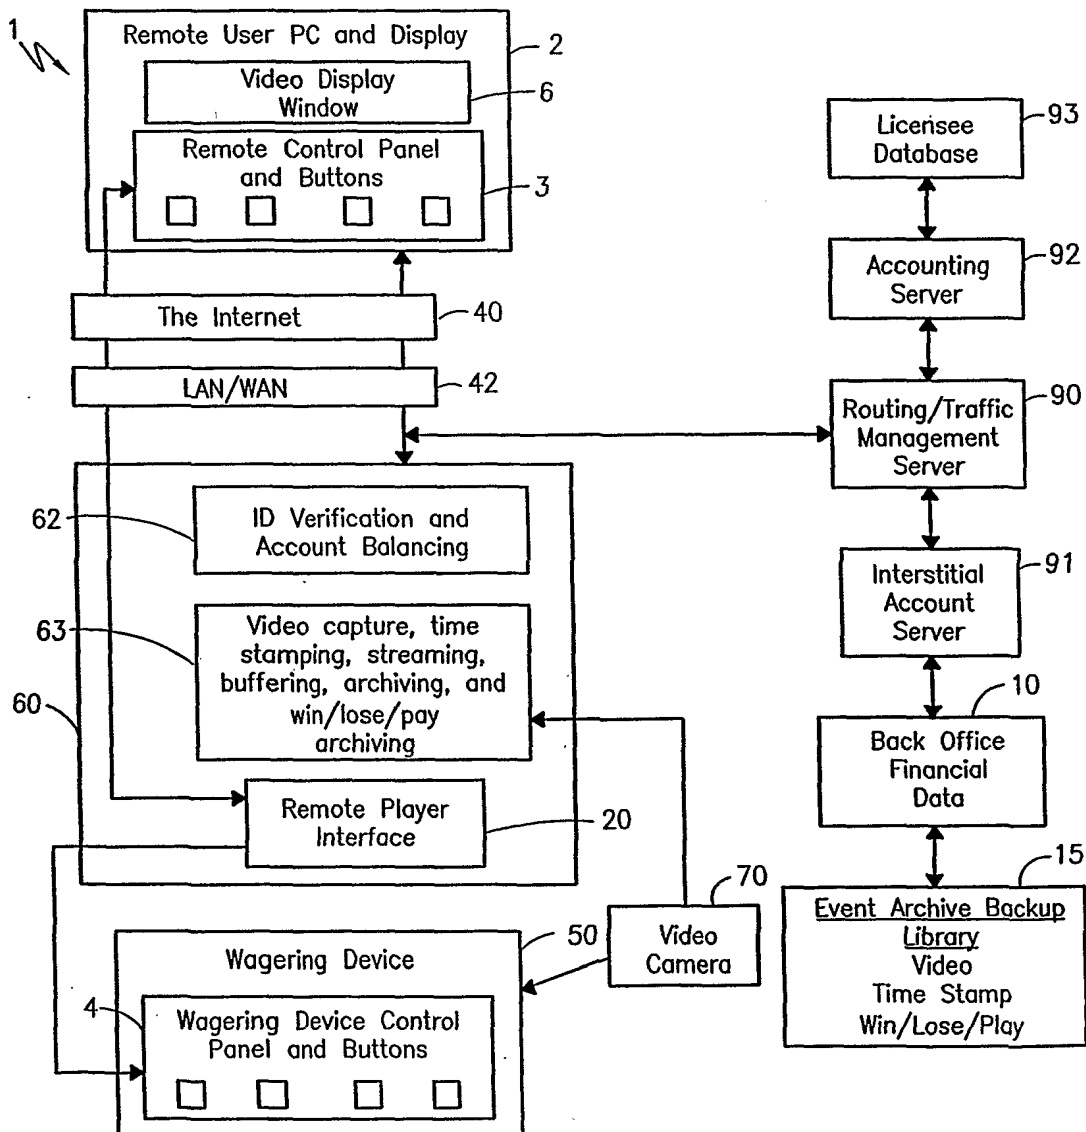 1
Remote User PC and Display
2
Video Display
Window
6
Remote Control Panel
and Buttons
3
The Internet
40
LAN/WAN
42
62
ID Verification and
Account Balancing
63
Video capture, time
stamping, streaming,
buffering, archiving, and
win/lose/pay
archiving
60
Remote Player
Interface
20
70
Video
Camera
50
Wagering Device
4
Wagering Device Control
Panel and Buttons
93
Licensee
Database
92
Accounting
Server
90
Routing/Traffic
Management
Server
91
Interstitial
Account
Server
10
Back Office
Financial
Data
15
Event Archive Backup
Library
Video
Time Stamp
Win/Lose/Play